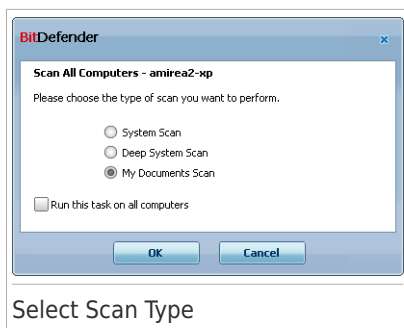 BitDefender
Scan All Computers - amirea2-xp
Please choose the type of scan you want to perform.
System Scan
Deep System Scan
My Documents Scan
Run this task on all computers
OK Cancel
Select Scan Type